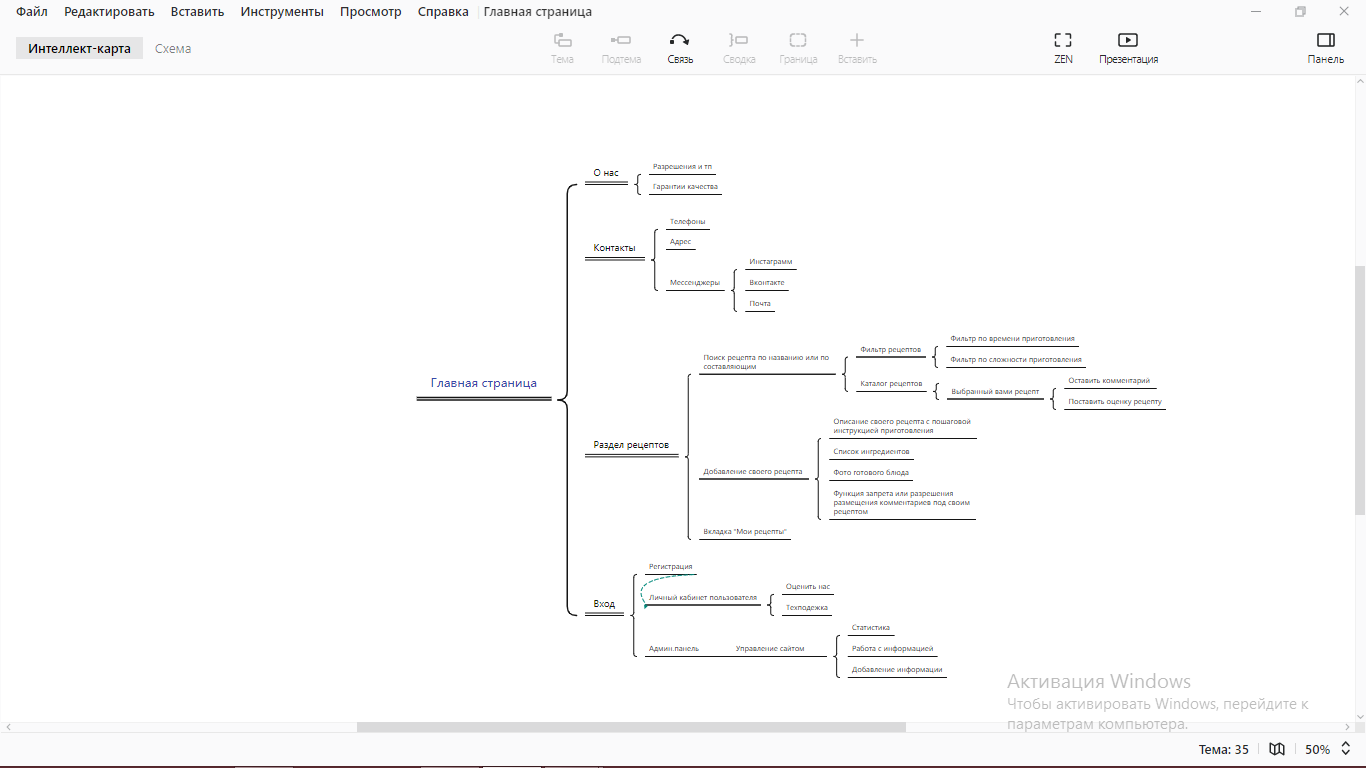 Файл Редактировать Вставить Инструменты Просмотр Справка Главная страница
Интеллект-карта Схема
Тема Подтема Связь Сводка Граница Вставить ZEN Презентация Панель
Главная страница
О нас
Разрешения и тп
Гарантии качества
Контакты
Телефоны
Адрес
Мессенджеры
Инстаграмм
Вконтакте
Почта
Раздел рецептов
Поиск рецепта по названию или по
составляющим
Фильтр рецептов
Фильтр по времени приготовления
Фильтр по сложности приготовления
Каталог рецептов
Выбранный вами рецепт
Оставить комментарий
Поставить оценку рецепту
Добавление своего рецепта
Описание своего рецепта с пошаговой
инструкцией приготовления
Список ингредиентов
Фото готового блюда
Функция запрета или разрешения
размещения комментариев под своим
рецептом
Вкладка "Мои рецепты"
Вход
Регистрация
Личный кабинет пользователя
Оценить нас
Техподежка
Админ.панель
Управление сайтом
Статистика
Работа с информацией
Добавление информации
Активация Windows
Чтобы активировать Windows, перейдите к
параметрам компьютера.
Тема: 35 50%